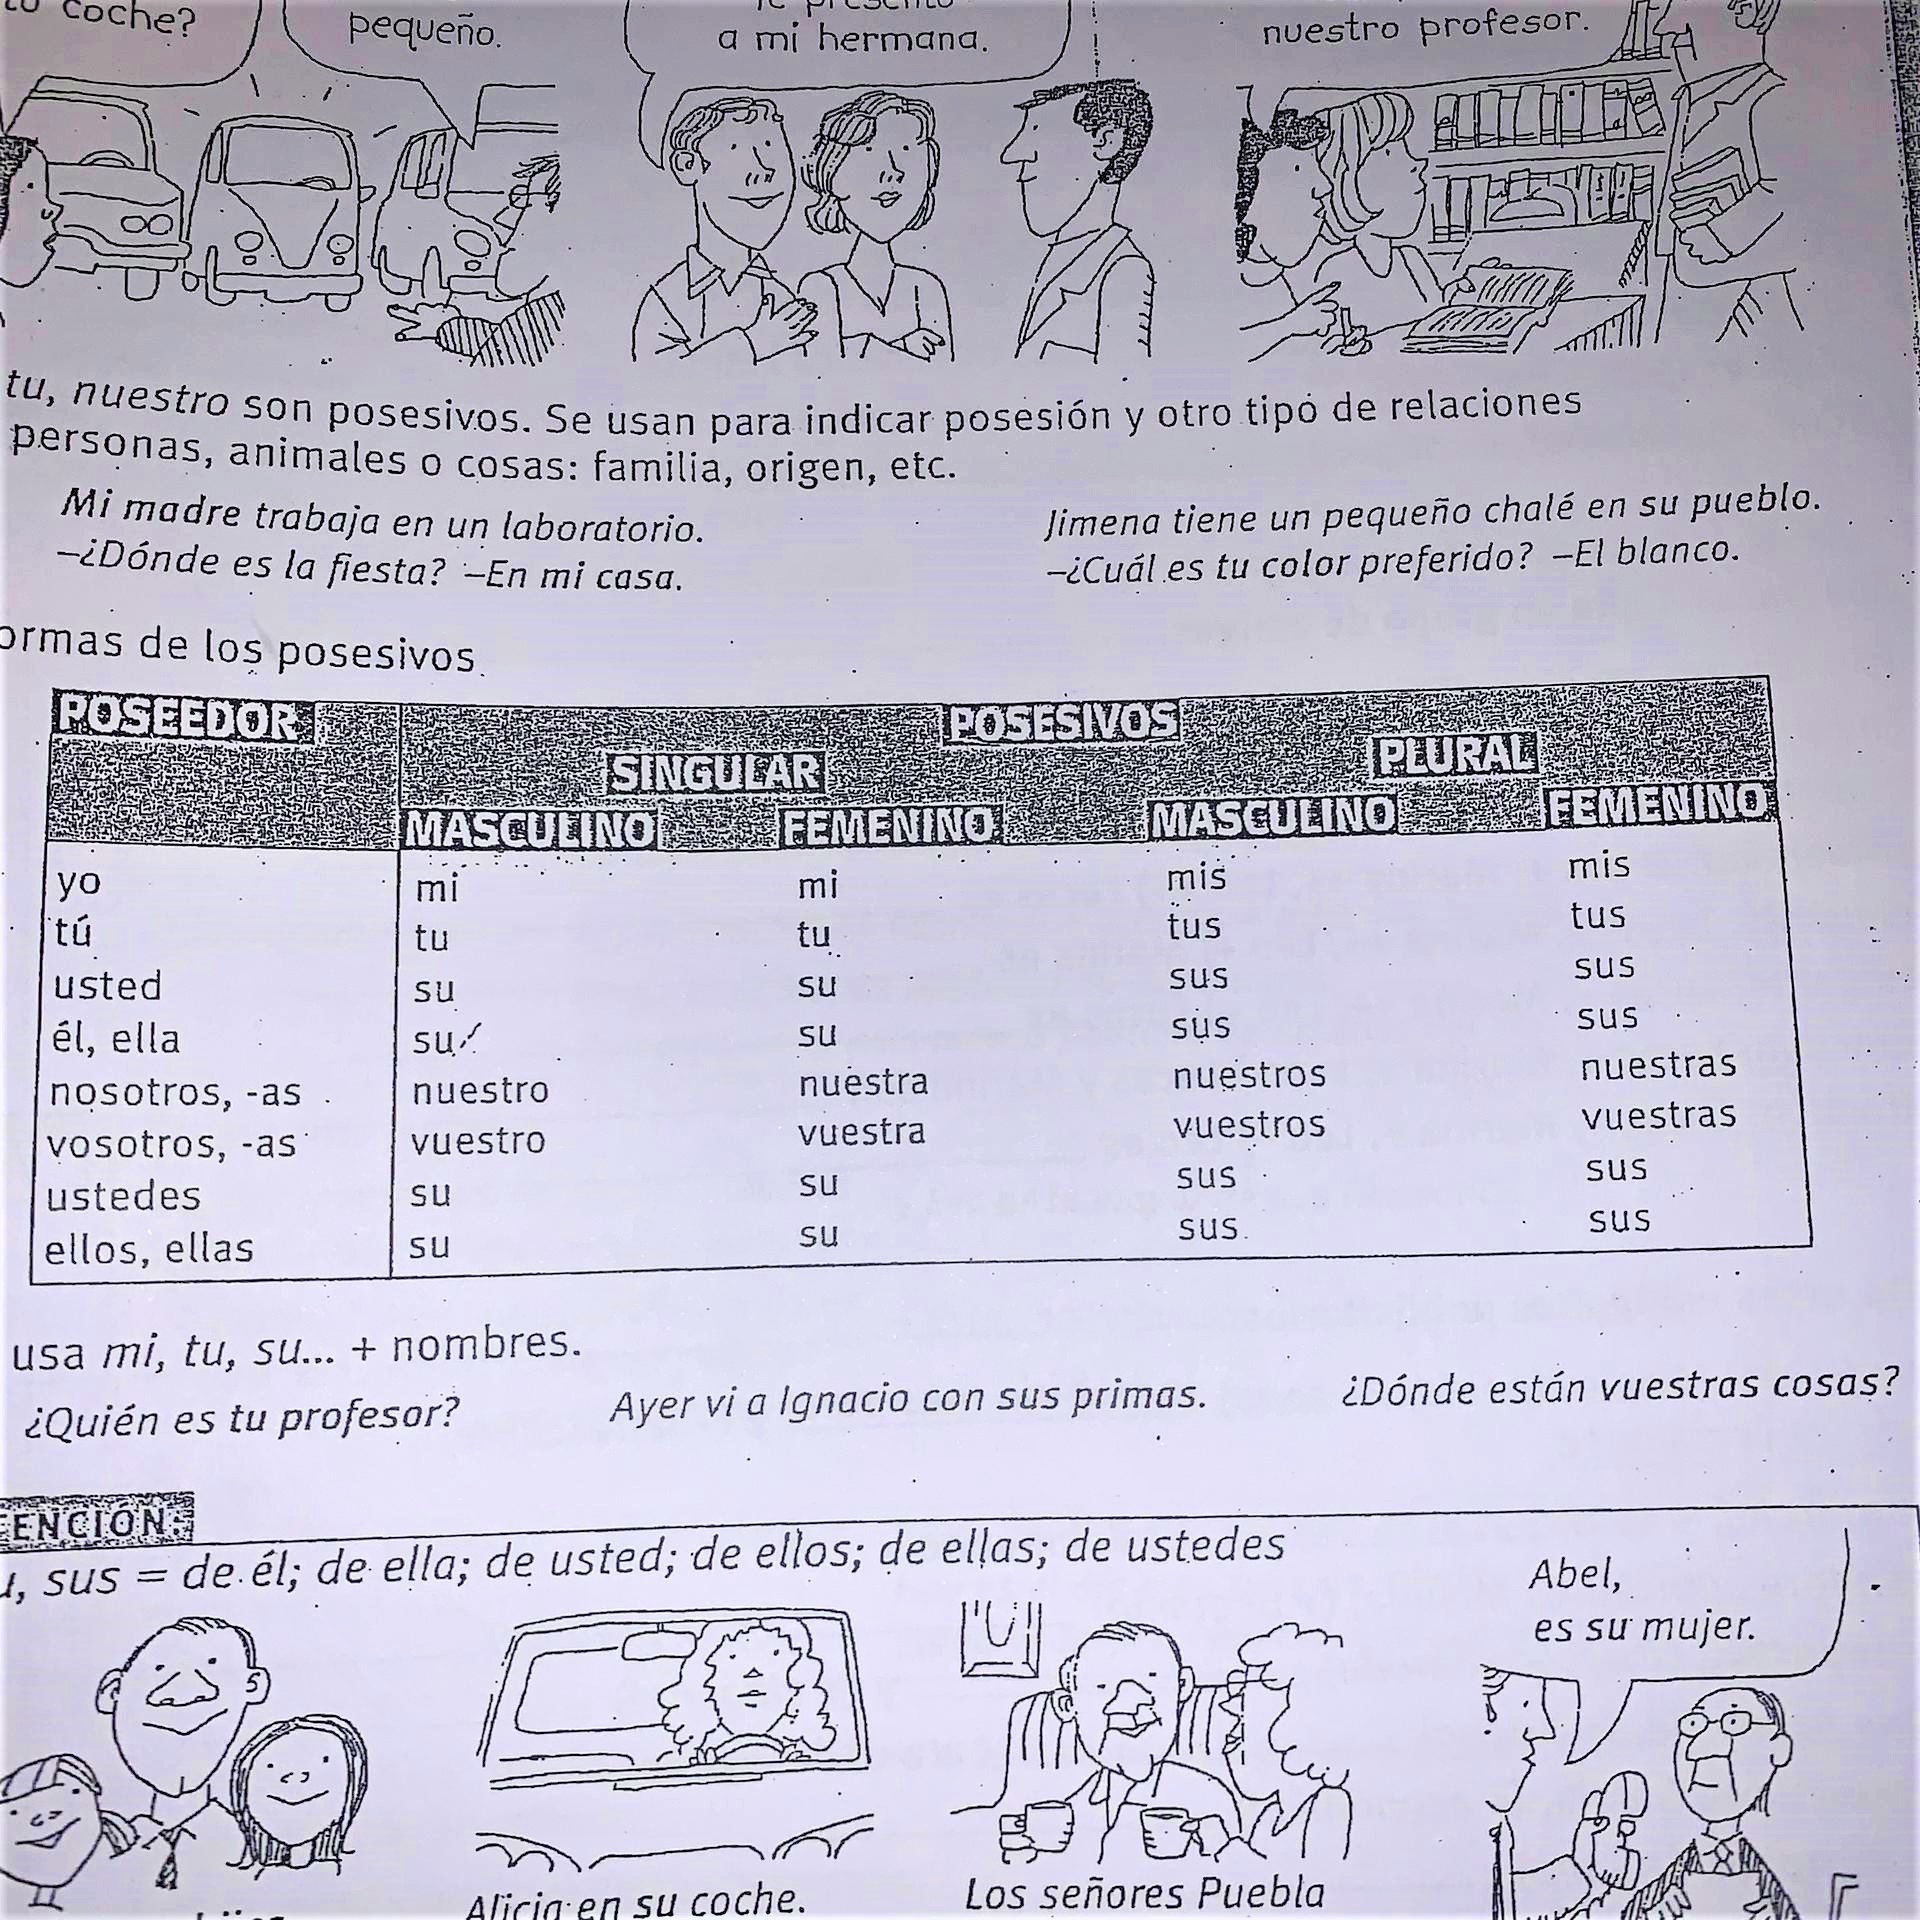 coche?
pequeño.
a mi hermana.
nuestro profesor.
tu, nuestro son posesivos. Se usan para indicar posesión y otro tipo de relaciones
personas, animales o cosas: familia, origen, etc.
Mi madre trabaja en un laboratorio.
–¿Dónde es la fiesta? –En mi casa.
Jimena tiene un pequeño chalé en su pueblo.
–¿Cuál es tu color preferido? –El blanco.
ormas de los posesivos.
POSEEDOR POSESIVOS
SINGULAR PLURAL
MASCULINO FEMENINO MASCULINO FEMENINO
yo mi mi mis mis
tú tu tu tus tus
usted su su sus sus
él, ella su su sus sus
nosotros, -as nuestro nuestra nuestros nuestras
vosotros, -as vuestro vuestra vuestros vuestras
ustedes su su sus sus
ellos, ellas su su sus sus
usa mi, tu, su... + nombres.
¿Quién es tu profesor? Ayer vi a Ignacio con sus primas. ¿Dónde están vuestras cosas?
ENCIÓN:
, sus = de él; de ella; de usted; de ellos; de ellas; de ustedes
Abel,
es su mujer.
Alicia en su coche.
Los señores Puebla